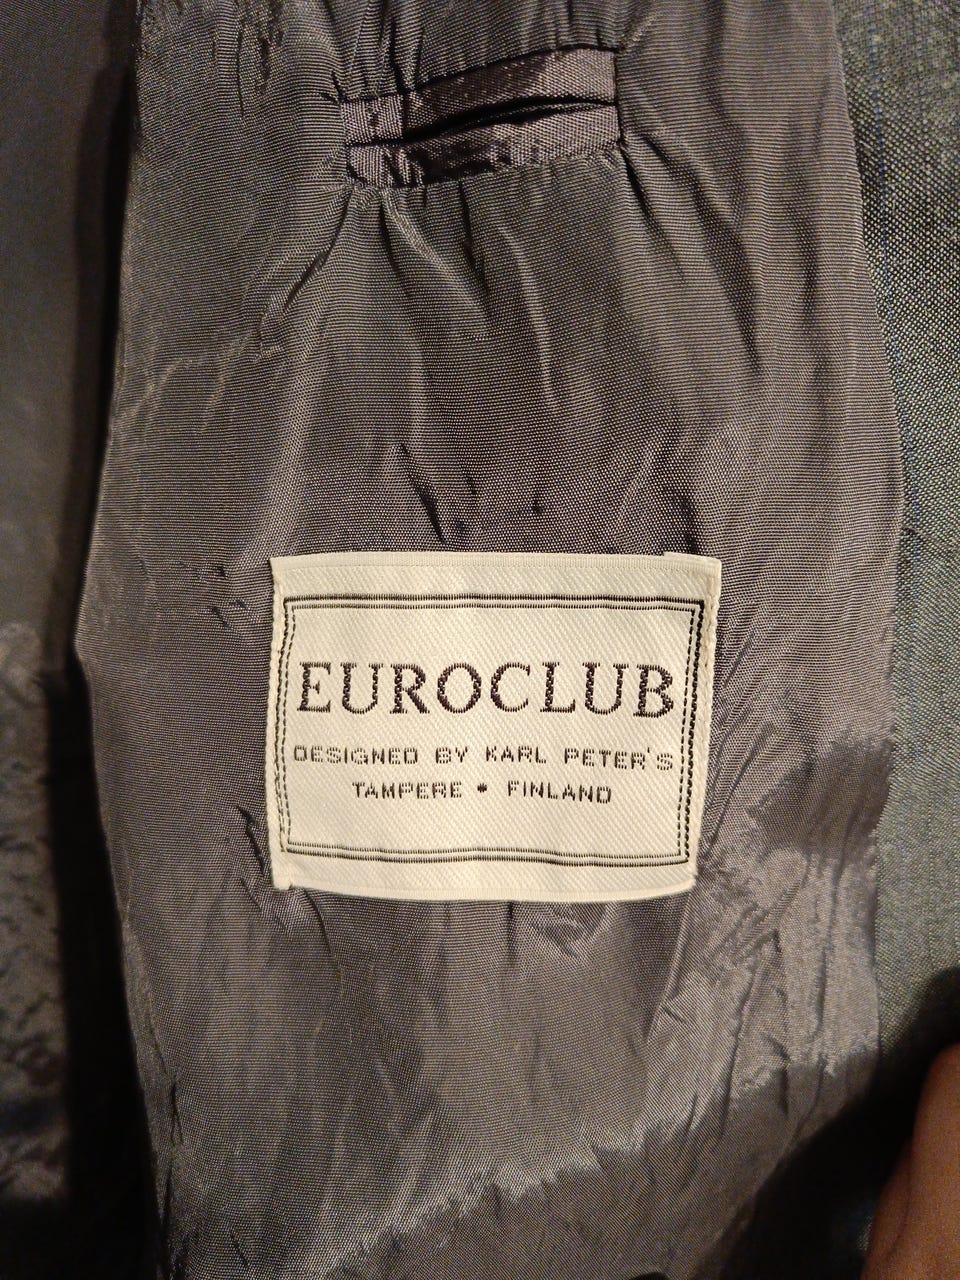 EUROCLUB
DESIGNED BY KARL PETER'S
TAMPERE • FINLAND